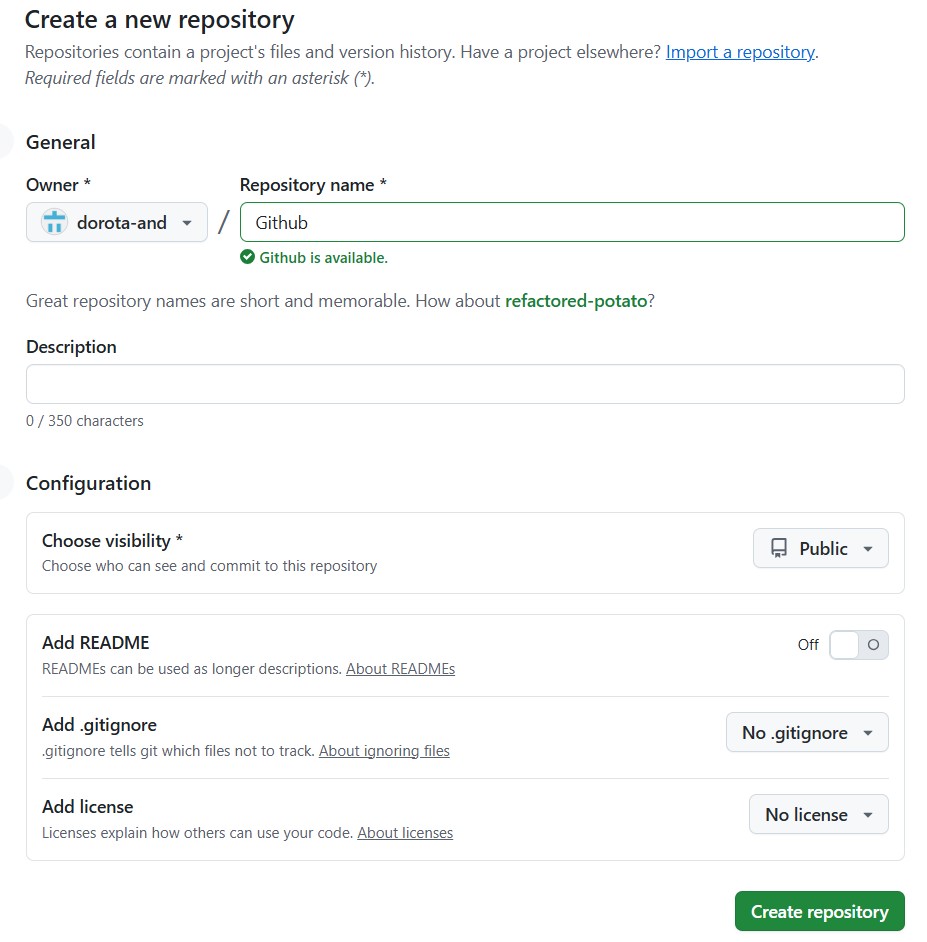 Create a new repository
Repositories contain a project's files and version history. Have a project elsewhere? Import a repository.
Required fields are marked with an asterisk (*).
General
Owner *
Repository name *
dorota-and
/
Github
Github is available.
Great repository names are short and memorable. How about refactored-potato?
Description
0 / 350 characters
Configuration
Choose visibility *
Choose who can see and commit to this repository
Public
Add README
READMEs can be used as longer descriptions. About READMEs
Off
Add .gitignore
.gitignore tells git which files not to track. About ignoring files
No .gitignore
Add license
Licenses explain how others can use your code. About licenses
No license
Create repository